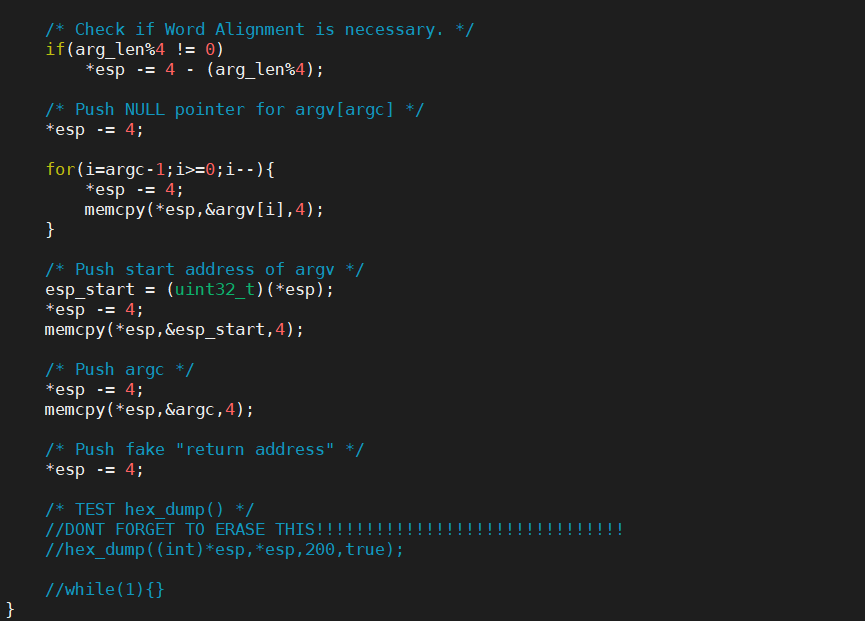 /* Check if Word Alignment is necessary. */
if(arg_len%4 != 0)
*esp -= 4 - (arg_len%4);
/* Push NULL pointer for argv[argc] */
*esp -= 4;
for(i=argc-1;i>=0;i--){
*esp -= 4;
memcpy(*esp,&argv[i],4);
}
/* Push start address of argv */
esp_start = (uint32_t)(*esp);
*esp -= 4;
memcpy(*esp,&esp_start,4);
/* Push argc */
*esp -= 4;
memcpy(*esp,&argc,4);
/* Push fake "return address" */
*esp -= 4;
/* TEST hex_dump() */
//DONT FORGET TO ERASE THIS!!!!!!!!!!!!!!!!!!!!!!!!!!!!!!!
//hex_dump((int)*esp,*esp,200,true);
//while(1){}
}